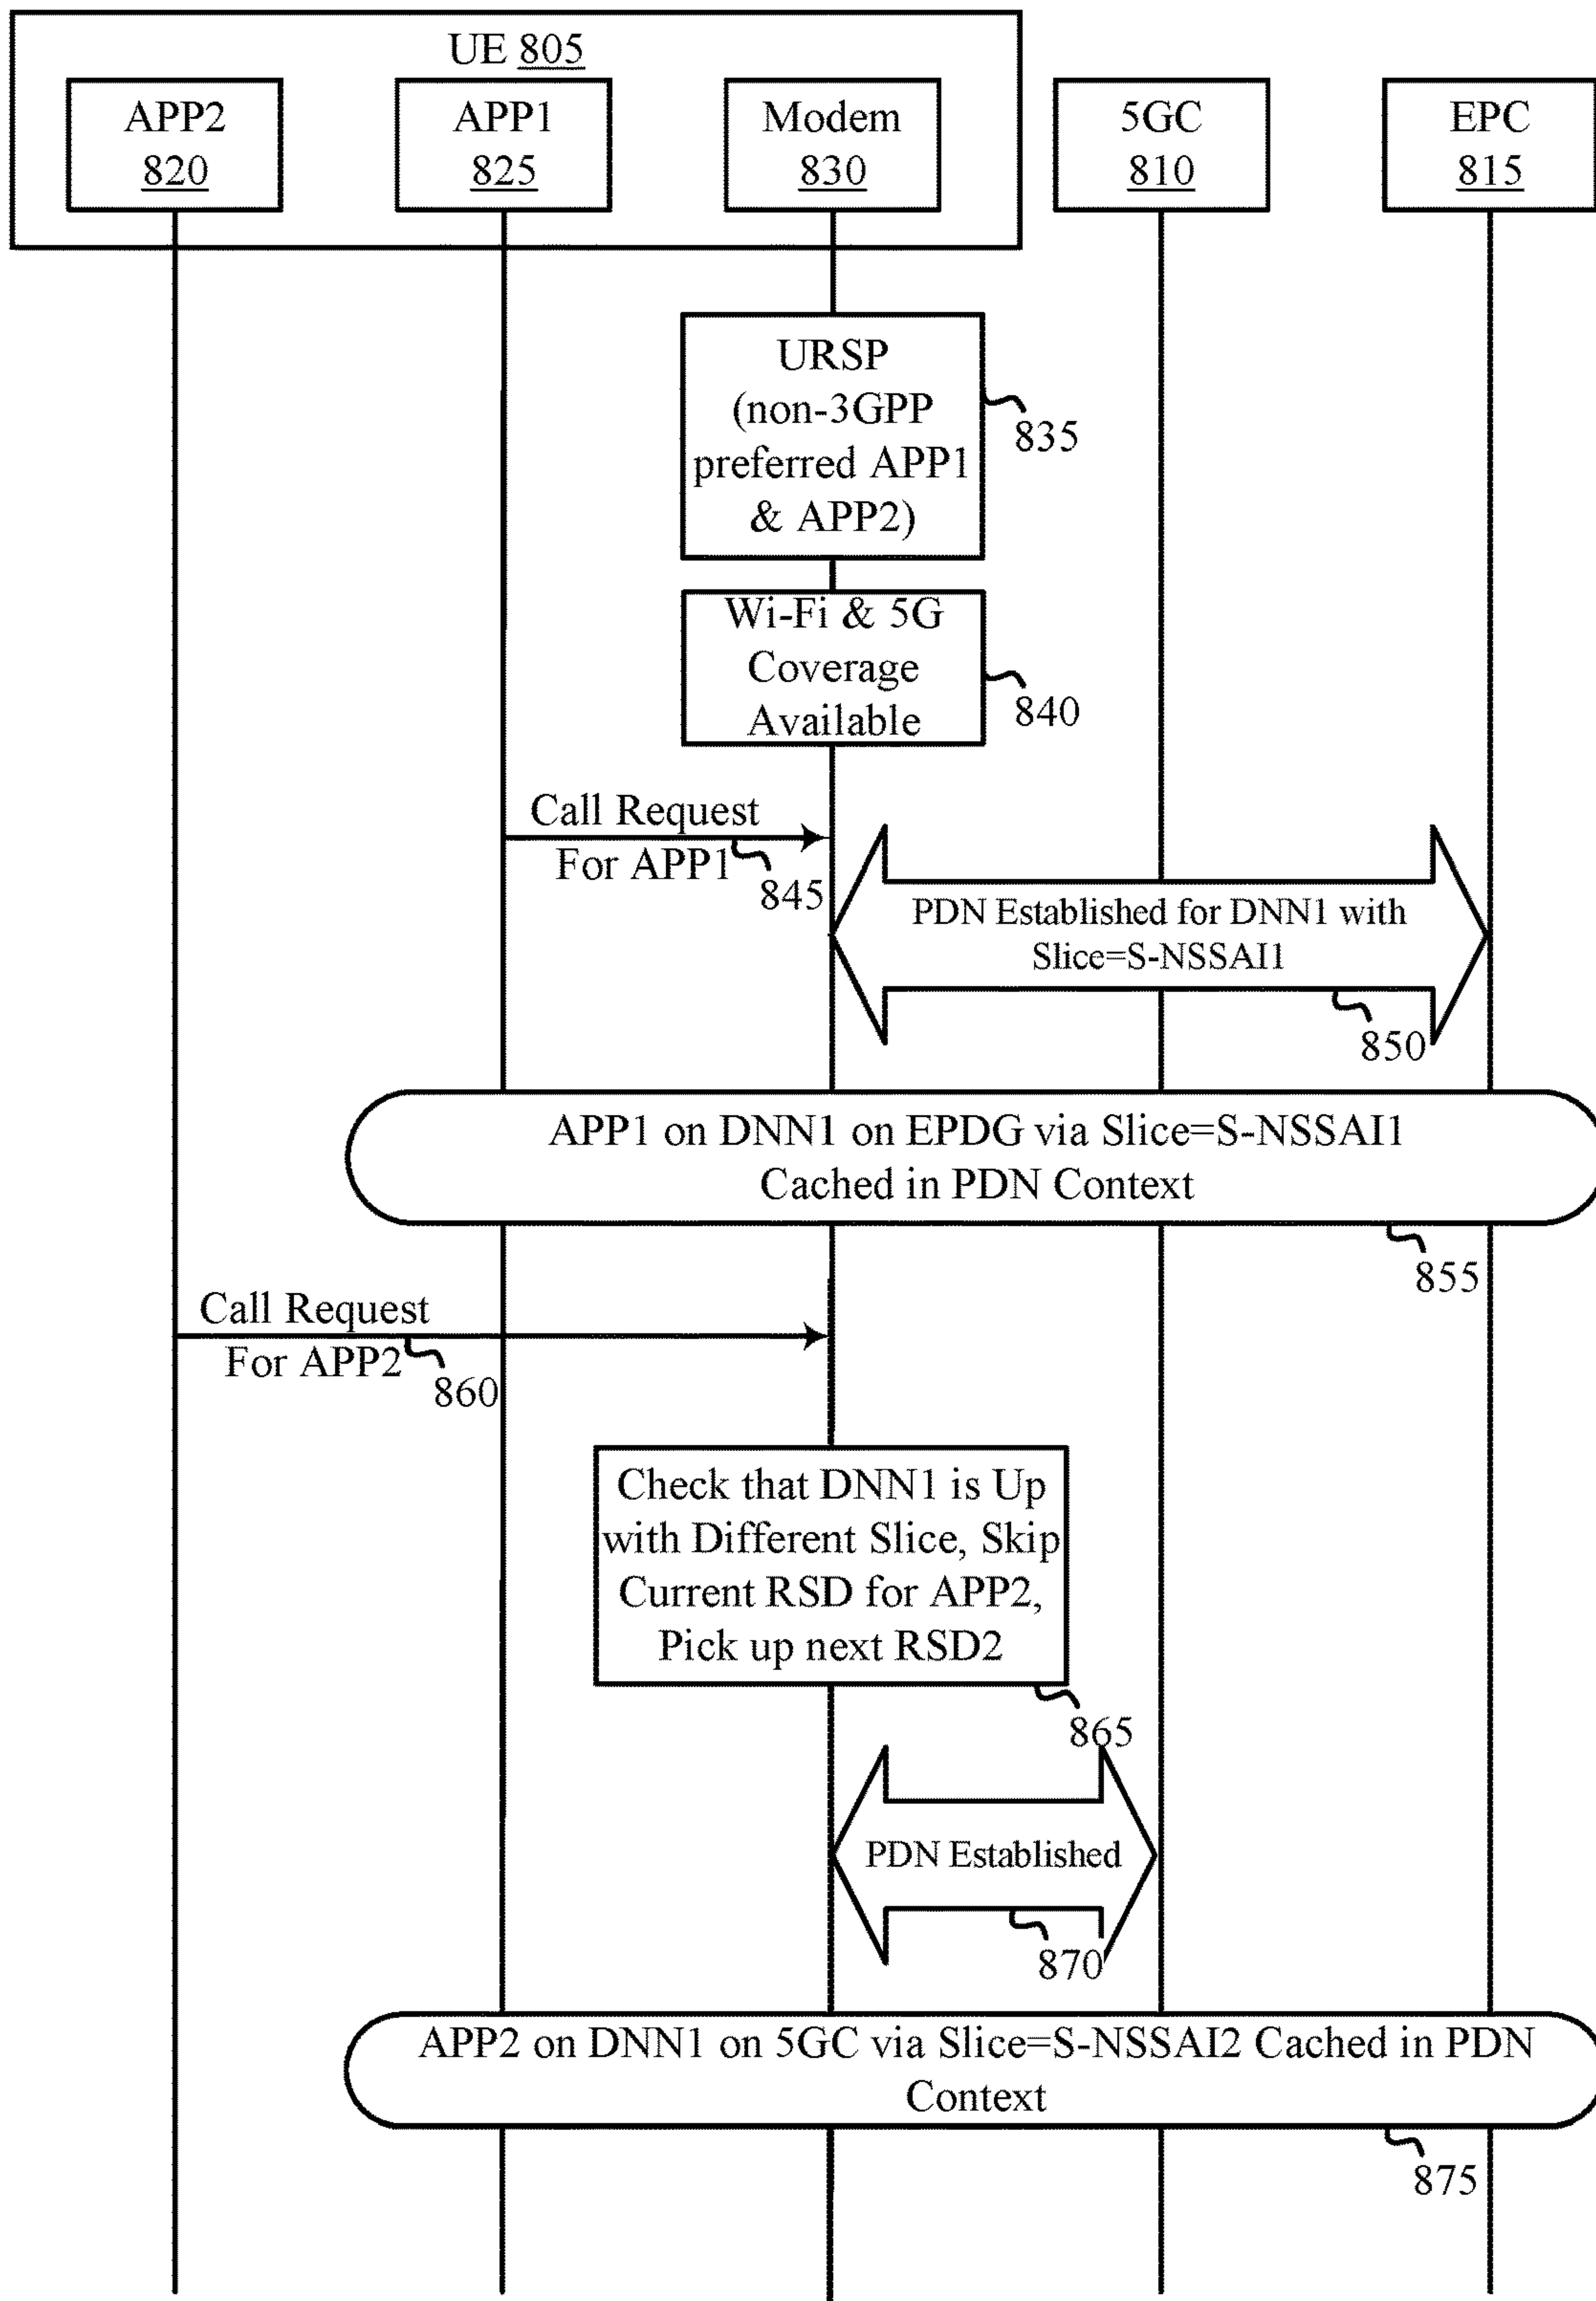 UE 805
APP2
820
APP1
825
Modem
830
5GC
810
EPC
815
URSP
(non-3GPP
preferred APP1
& APP2)
835
Wi-Fi & 5G
Coverage
Available
840
Call Request
For APP1
845
PDN Established for DNN1 with
Slice=S-NSSAI1
850
APP1 on DNN1 on EPDG via Slice=S-NSSAI1
Cached in PDN Context
855
Call Request
For APP2
860
Check that DNN1 is Up
with Different Slice, Skip
Current RSD for APP2,
Pick up next RSD2
865
PDN Established
870
APP2 on DNN1 on 5GC via Slice=S-NSSAI2 Cached in PDN
Context
875